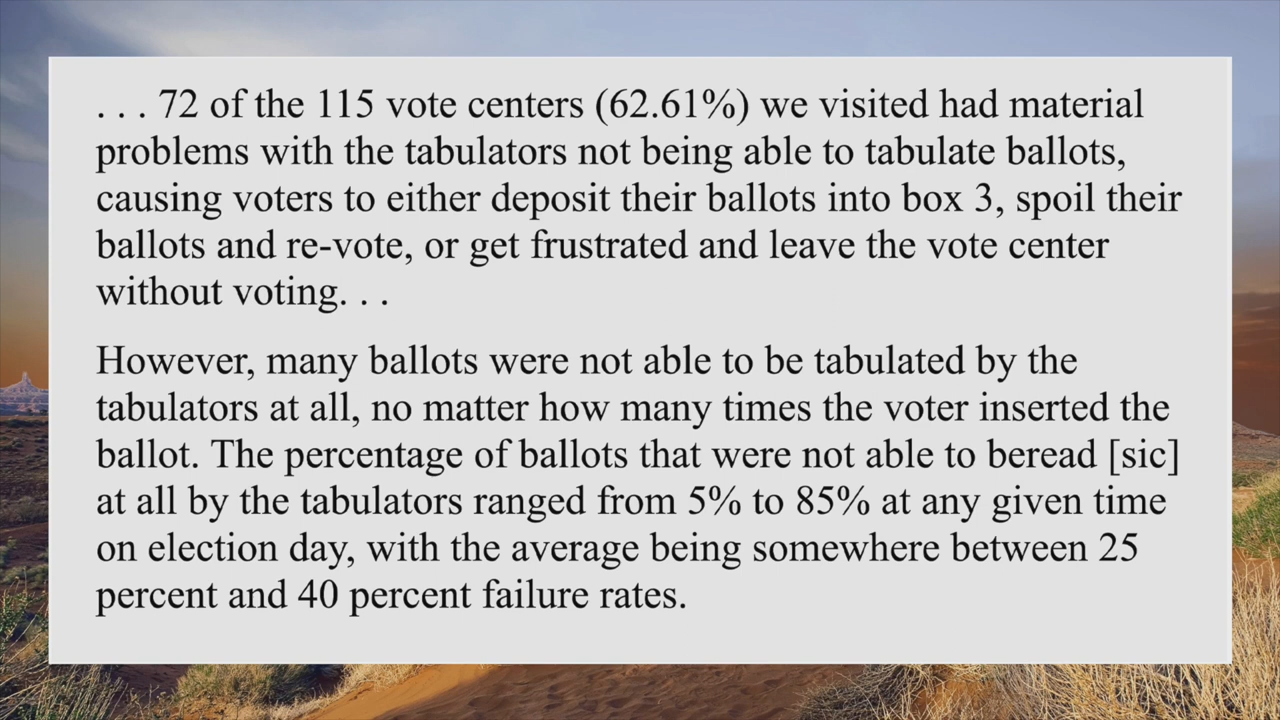 . . . 72 of the 115 vote centers (62.61%) we visited had material
problems with the tabulators not being able to tabulate ballots,
causing voters to either deposit their ballots into box 3, spoil their
ballots and re-vote, or get frustrated and leave the vote center
without voting. . .
However, many ballots were not able to be tabulated by the
tabulators at all, no matter how many times the voter inserted the
ballot. The percentage of ballots that were not able to beread [sic]
at all by the tabulators ranged from 5% to 85% at any given time
on election day, with the average being somewhere between 25
percent and 40 percent failure rates.